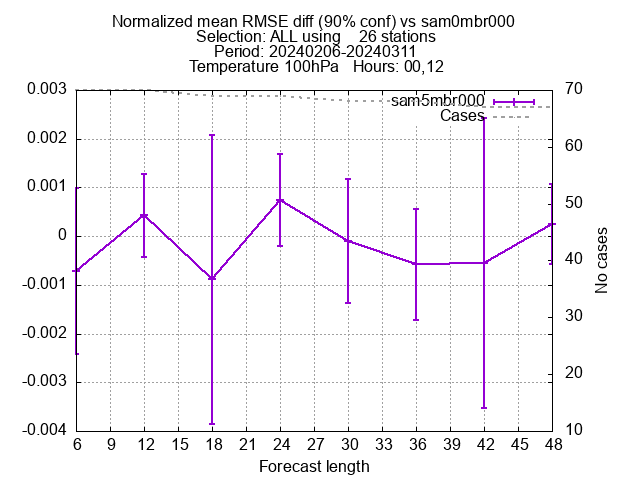 Normalized mean RMSE diff (90% conf) vs sam0mbr000
Selection: ALL using    26 stations
Period: 20240206-20240311
Temperature 100hPa   Hours: 00,12
sam5mbr000
Cases
0.003
0.002
0.001
0
-0.001
-0.002
-0.003
-0.004
70
60
50
40
30
20
10
No cases
6 9 12 15 18 21 24 27 30 33 36 39 42 45 48
Forecast length